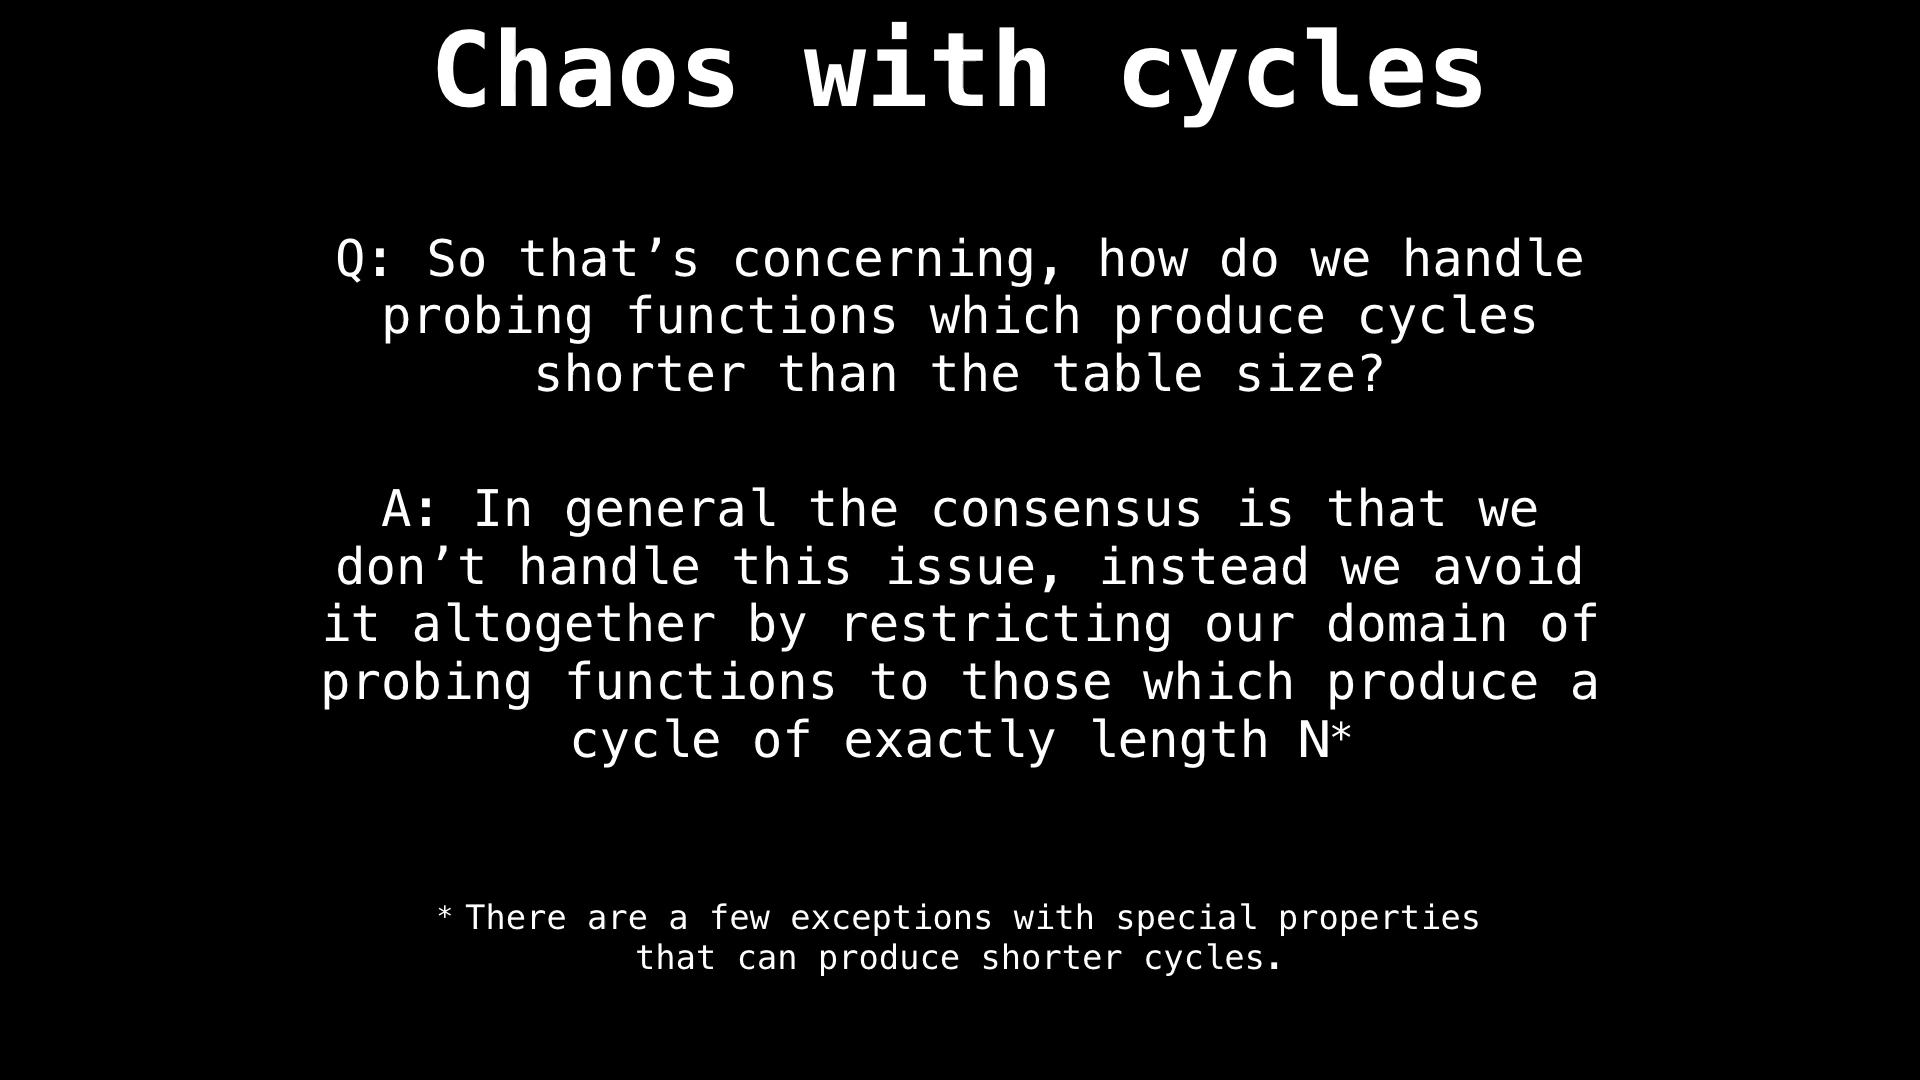 Chaos with cycles
Q: So that’s concerning, how do we handle
probing functions which produce cycles
shorter than the table size?
A: In general the consensus is that we
don’t handle this issue, instead we avoid
it altogether by restricting our domain of
probing functions to those which produce a
cycle of exactly length N*
* There are a few exceptions with special properties
that can produce shorter cycles.